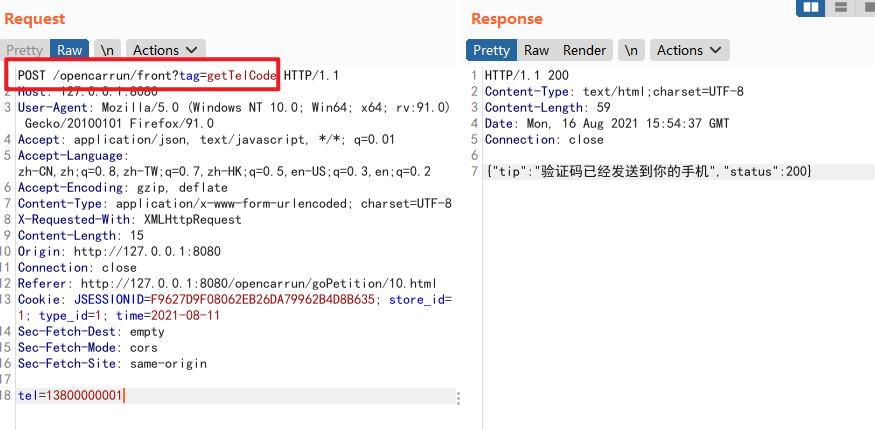 Request
Pretty Raw \n Actions
POST /opencarrun/front?tag=getTelCode HTTP/1.1
2 Host: 127.0.0.1:8080
3 User-Agent: Mozilla/5.0 (Windows NT 10.0; Win64; x64; rv:91.0)
Gecko/20100101 Firefox/91.0
4 Accept: application/json, text/javascript, */*; q=0.01
5 Accept-Language:
zh-CN,zh;q=0.8,zh-TW;q=0.7,zh-HK;q=0.5,en-US;q=0.3,en;q=0.2
6 Accept-Encoding: gzip, deflate
7 Content-Type: application/x-www-form-urlencoded; charset=UTF-8
8 X-Requested-With: XMLHttpRequest
9 Content-Length: 15
10 Origin: http://127.0.0.1:8080
11 Connection: close
12 Referer: http://127.0.0.1:8080/opencarrun/goPetition/10.html
13 Cookie: JSESSIONID=F9627D9F08062EB26DA79962B4D8B635; store_id=
1; type_id=1; time=2021-08-11
14 Sec-Fetch-Dest: empty
15 Sec-Fetch-Mode: cors
16 Sec-Fetch-Site: same-origin
17
18 tel=13800000001
Response
Pretty Raw Render \n Actions
1 HTTP/1.1 200
2 Content-Type: text/html;charset=UTF-8
3 Content-Length: 59
4 Date: Mon, 16 Aug 2021 15:54:37 GMT
5 Connection: close
6
7 {"tip":"验证码已经发送到你的手机","status":200}